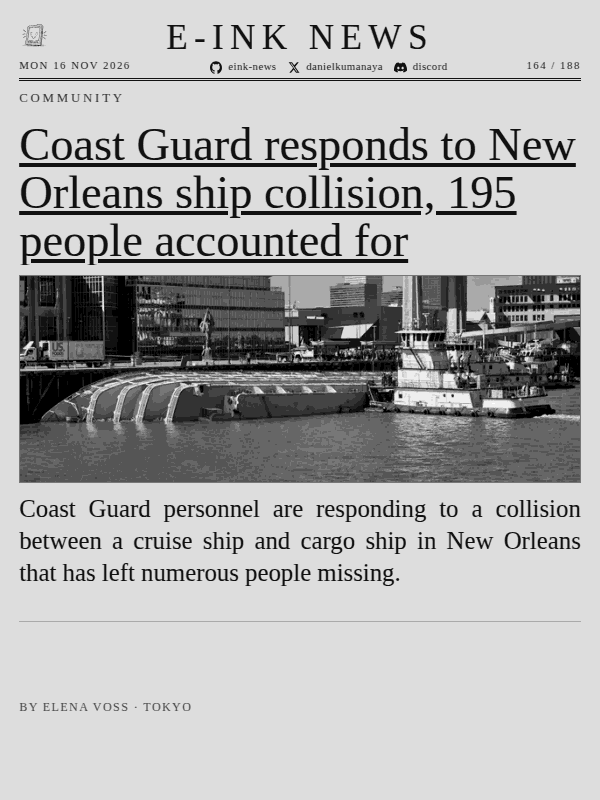 E-INK NEWS
MON 16 NOV 2026
eink-news danielkumanaya discord
164 / 188
COMMUNITY
Coast Guard responds to New
Orleans ship collision, 195
people accounted for
Coast Guard personnel are responding to a collision
between a cruise ship and cargo ship in New Orleans
that has left numerous people missing.
BY ELENA VOSS · TOKYO